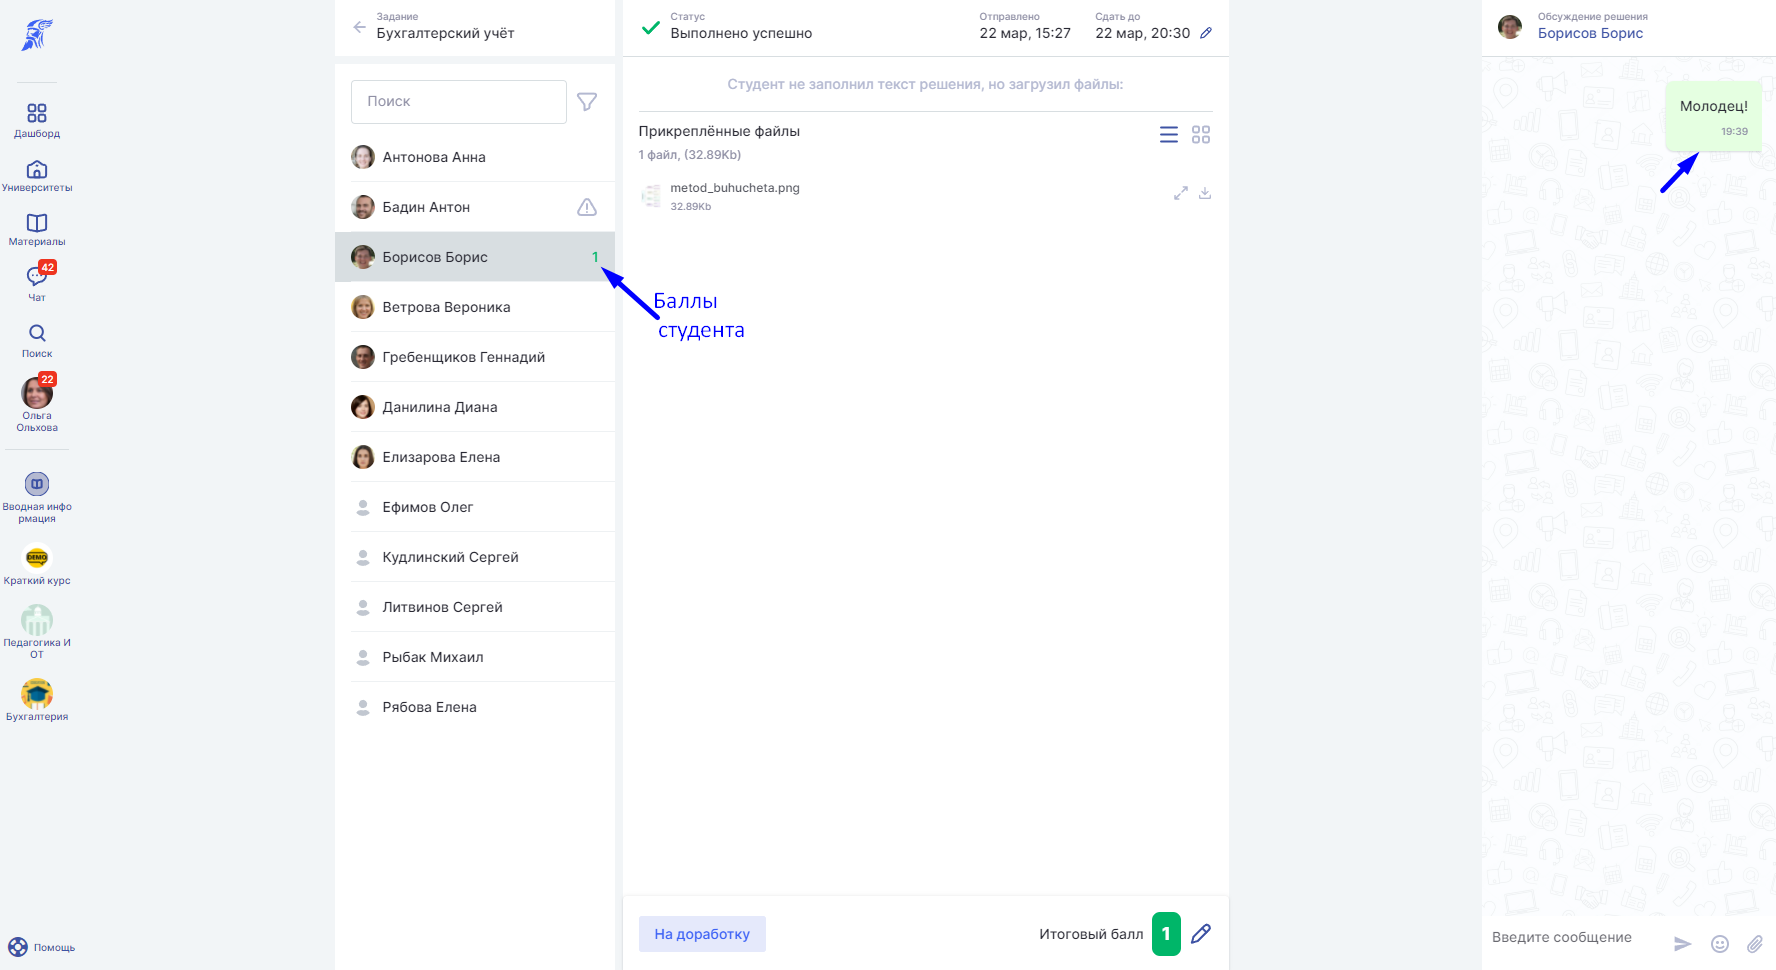 Дашборд
Университеты
Материалы
42
Чат
Поиск
22
Ольга
Ольхова
Вводная инфо
рмация
DEMO
Краткий курс
Педагогика И
ОТ
Бухгалтерия
Помощь
Задание
Бухгалтерский учёт
Поиск
Антонова Анна
Бадин Антон
Борисов Борис 1
Ветрова Вероника
Гребенщиков Геннадий
Данилина Диана
Елизарова Елена
Ефимов Олег
Кудлинский Сергей
Литвинов Сергей
Рыбак Михаил
Рябова Елена
Статус
Выполнено успешно
Отправлено
22 мар, 15:27
Сдать до
22 мар, 20:30
Студент не заполнил текст решения, но загрузил файлы:
Прикреплённые файлы
1 файл, (32.89Kb)
metod_buhucheta.png
32.89Kb
Баллы
студента
На доработку
Итоговый балл 1
Обсуждение решения
Борисов Борис
Молодец!
19:39
Введите сообщение